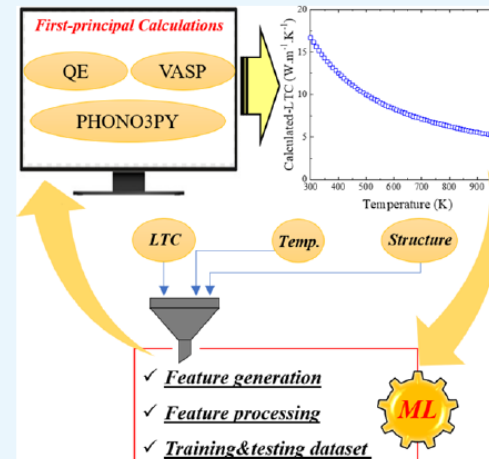 First-principal Calculations
QE
VASP
PHONO3PY
Calculated-LTC (W.m⁻¹.K⁻¹)
20
15
10
5
0
300 400 500 600 700 800 900
Temperature (K)
LTC
Temp.
Structure
✓ Feature generation
✓ Feature processing
✓ Training&testing dataset
ML